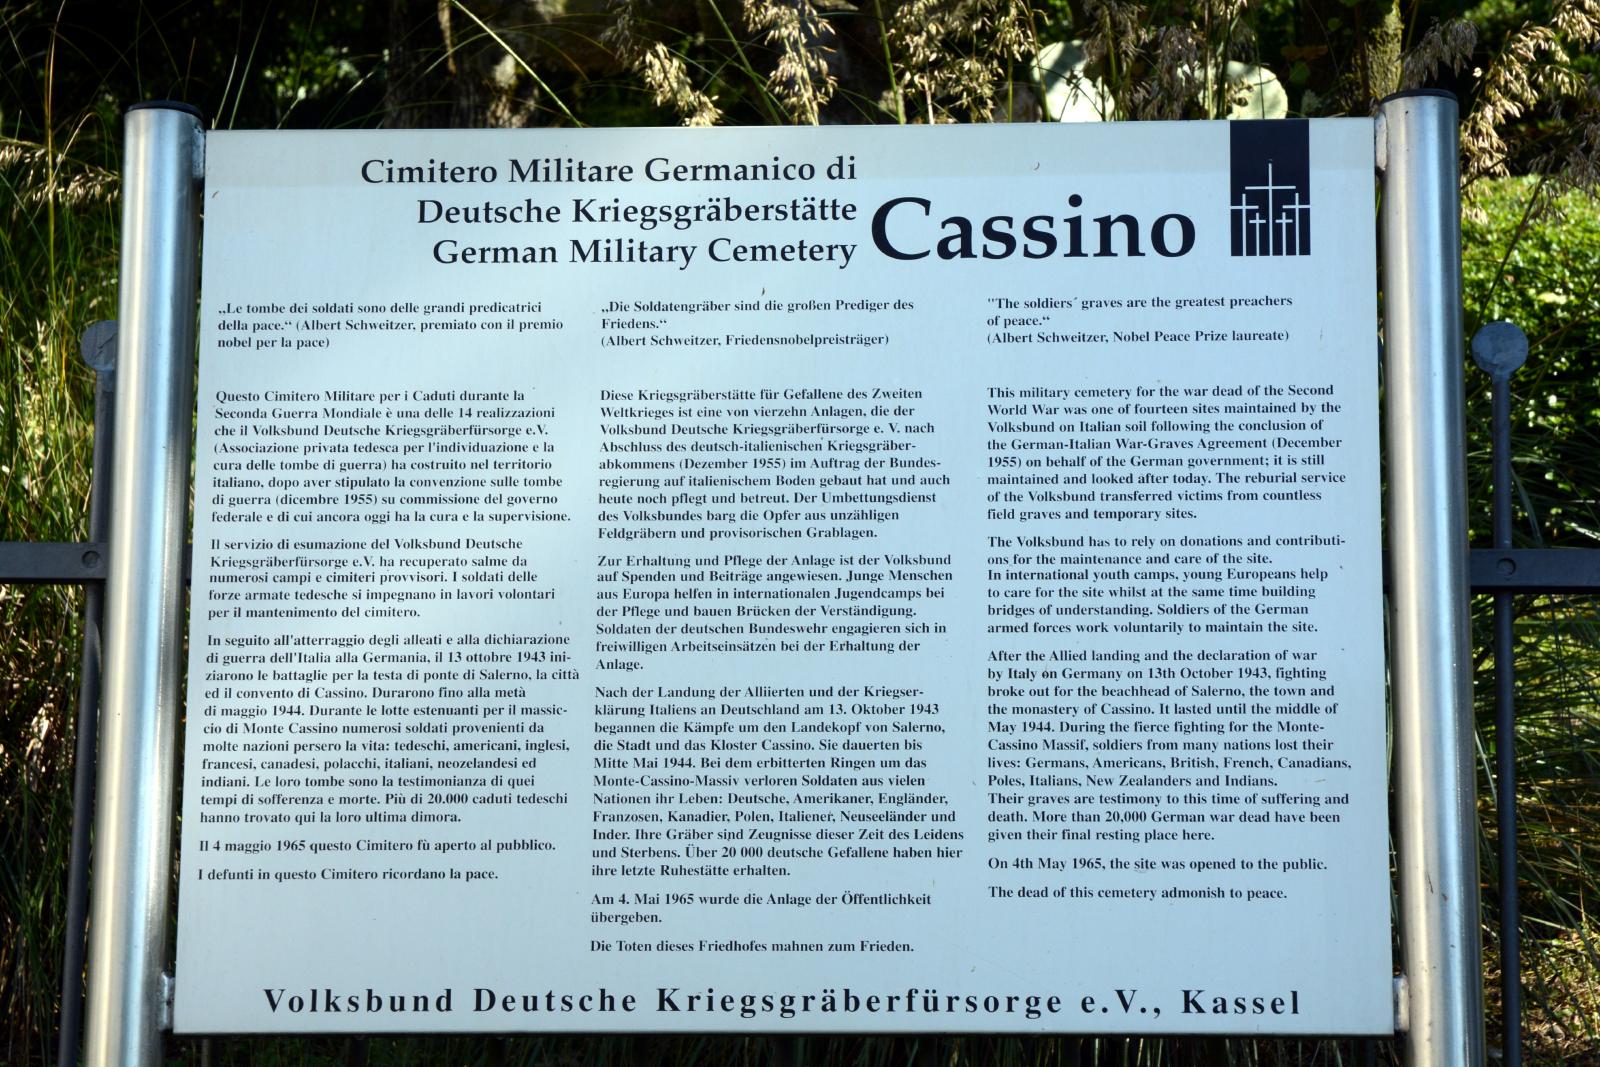 Cimitero Militare Germanico di
Deutsche Kriegsgräberstätte
German Military Cemetery
Cassino
„Le tombe dei soldati sono delle grandi predicatrici
della pace.“ (Albert Schweitzer, premiato con il premio
nobel per la pace)
Questo Cimitero Militare per i Caduti durante la
Seconda Guerra Mondiale è una delle 14 realizzazioni
che il Volksbund Deutsche Kriegsgräberfürsorge e.V.
(Associazione privata tedesca per l'individuazione e la
cura delle tombe di guerra) ha costruito nel territorio
italiano, dopo aver stipulato la convenzione sulle tombe
di guerra (dicembre 1955) su commissione del governo
federale e di cui ancora oggi ha la cura e la supervisione.
Il servizio di esumazione del Volksbund Deutsche
Kriegsgräberfürsorge e.V. ha recuperato salme da
numerosi campi e cimiteri provvisori. I soldati delle
forze armate tedesche si impegnano in lavori volontari
per il mantenimento del cimitero.
In seguito all'atterraggio degli alleati e alla dichiarazione
di guerra dell'Italia alla Germania, il 13 ottobre 1943 ini-
ziarono le battaglie per la testa di ponte di Salerno, la città
ed il convento di Cassino. Durarono fino alla metà
di maggio 1944. Durante le lotte estenuanti per il massic-
cio di Monte Cassino numerosi soldati provenienti da
molte nazioni persero la vita: tedeschi, americani, inglesi,
francesi, canadesi, polacchi, italiani, neozelandesi ed
indiani. Le loro tombe sono la testimonianza di quei
tempi di sofferenza e morte. Più di 20.000 caduti tedeschi
hanno trovato qui la loro ultima dimora.
Il 4 maggio 1965 questo Cimitero fù aperto al pubblico.
I defunti in questo Cimitero ricordano la pace.
„Die Soldatengräber sind die großen Prediger des
Friedens.“
(Albert Schweitzer, Friedensnobelpreisträger)
Diese Kriegsgräberstätte für Gefallene des Zweiten
Weltkrieges ist eine von vierzehn Anlagen, die der
Volksbund Deutsche Kriegsgräberfürsorge e. V. nach
Abschluss des deutsch-italienischen Kriegsgräber-
abkommens (Dezember 1955) im Auftrag der Bundes-
regierung auf italienischem Boden gebaut hat und auch
heute noch pflegt und betreut. Der Umbettungsdienst
des Volksbundes barg die Opfer aus unzähligen
Feldgräbern und provisorischen Grablagen.
Zur Erhaltung und Pflege der Anlage ist der Volksbund
auf Spenden und Beiträge angewiesen. Junge Menschen
aus Europa helfen in internationalen Jugendcamps bei
der Pflege und bauen Brücken der Verständigung.
Soldaten der deutschen Bundeswehr engagieren sich in
freiwilligen Arbeitseinsätzen bei der Erhaltung der
Anlage.
Nach der Landung der Alliierten und der Kriegser-
klärung Italiens an Deutschland am 13. Oktober 1943
begannen die Kämpfe um den Landekopf von Salerno,
die Stadt und das Kloster Cassino. Sie dauerten bis
Mitte Mai 1944. Bei dem erbitterten Ringen um das
Monte-Cassino-Massiv verloren Soldaten aus vielen
Nationen ihr Leben: Deutsche, Amerikaner, Engländer,
Franzosen, Kanadier, Polen, Italiener, Neuseeländer und
Inder. Ihre Gräber sind Zeugnisse dieser Zeit des Leidens
und Sterbens. Über 20 000 deutsche Gefallene haben hier
ihre letzte Ruhestätte erhalten.
Am 4. Mai 1965 wurde die Anlage der Öffentlichkeit
übergeben.
Die Toten dieses Friedhofes mahnen zum Frieden.
"The soldiers´ graves are the greatest preachers
of peace.“
(Albert Schweitzer, Nobel Peace Prize laureate)
This military cemetery for the war dead of the Second
World War was one of fourteen sites maintained by the
Volksbund on Italian soil following the conclusion of
the German-Italian War-Graves Agreement (December
1955) on behalf of the German government; it is still
maintained and looked after today. The reburial service
of the Volksbund transferred victims from countless
field graves and temporary sites.
The Volksbund has to rely on donations and contributi-
ons for the maintenance and care of the site.
In international youth camps, young Europeans help
to care for the site whilst at the same time building
bridges of understanding. Soldiers of the German
armed forces work voluntarily to maintain the site.
After the Allied landing and the declaration of war
by Italy on Germany on 13th October 1943, fighting
broke out for the beachhead of Salerno, the town and
the monastery of Cassino. It lasted until the middle of
May 1944. During the fierce fighting for the Monte-
Cassino Massif, soldiers from many nations lost their
lives: Germans, Americans, British, French, Canadians,
Poles, Italians, New Zealanders and Indians.
Their graves are testimony to this time of suffering and
death. More than 20,000 German war dead have been
given their final resting place here.
On 4th May 1965, the site was opened to the public.
The dead of this cemetery admonish to peace.
Volksbund Deutsche Kriegsgräberfürsorge e.V., Kassel